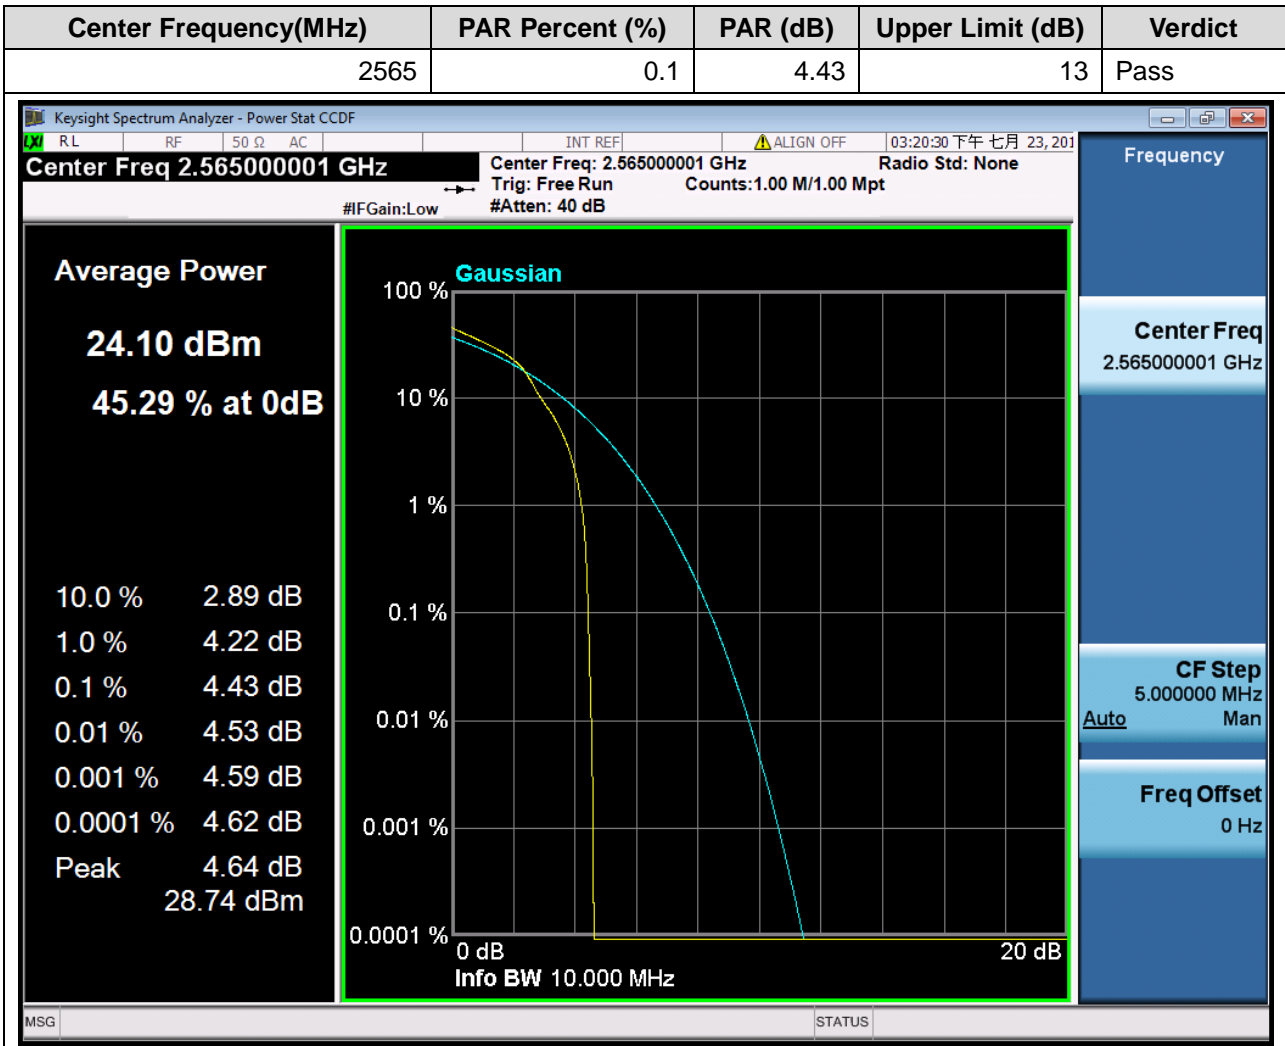 Center Frequency(MHz) PAR Percent (%) PAR (dB) Upper Limit (dB) Verdict
2565 0.1 4.43 13 Pass
Keysight Spectrum Analyzer - Power Stat CCDF
LXI RL RF 50 Ω AC INT REF ALIGN OFF 03:20:30 下午 七月 23, 201
Center Freq 2.565000001 GHz
Center Freq: 2.565000001 GHz Radio Std: None
Trig: Free Run Counts:1.00 M/1.00 Mpt
#IFGain:Low #Atten: 40 dB
Average Power
24.10 dBm
45.29 % at 0dB
10.0 % 2.89 dB
1.0 % 4.22 dB
0.1 % 4.43 dB
0.01 % 4.53 dB
0.001 % 4.59 dB
0.0001 % 4.62 dB
Peak 4.64 dB
28.74 dBm
Gaussian
100 %
10 %
1 %
0.1 %
0.01 %
0.001 %
0.0001 %
0 dB 20 dB
Info BW 10.000 MHz
Frequency
Center Freq
2.565000001 GHz
CF Step
5.000000 MHz
Auto Man
Freq Offset
0 Hz
MSG STATUS